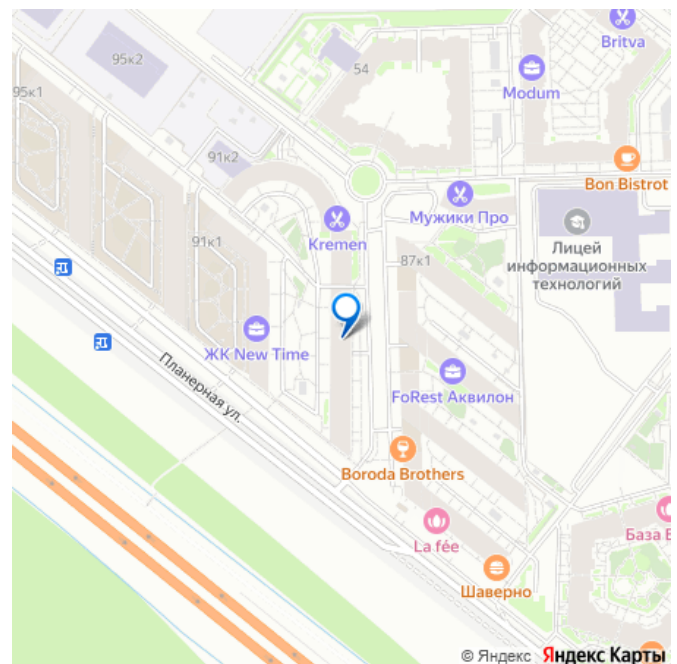 Britva
95к2
54
Modum
95к1
91к2
Bon Bistrot
Мужики Про
Kremen
Лицей
информационных
технологий
91к1
87к1
ЖК New Time
Планерная ул.
FoRest Аквилон
Boroda Brothers
La fée
База В
Шаверно
© Яндекс Яндекс Карты